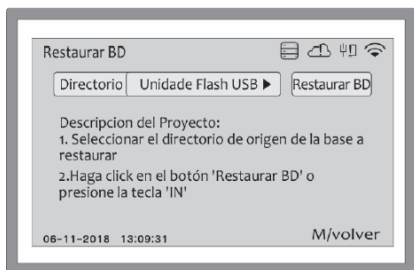 Restaurar BD
Directorio Unidade Flash USB ▶ Restaurar BD
Descripcion del Proyecto:
1. Seleccionar el directorio de origen de la base a
restaurar
2.Haga click en el botón 'Restaurar BD' o
presione la tecla 'IN'
06-11-2018 13:09:31 M/volver